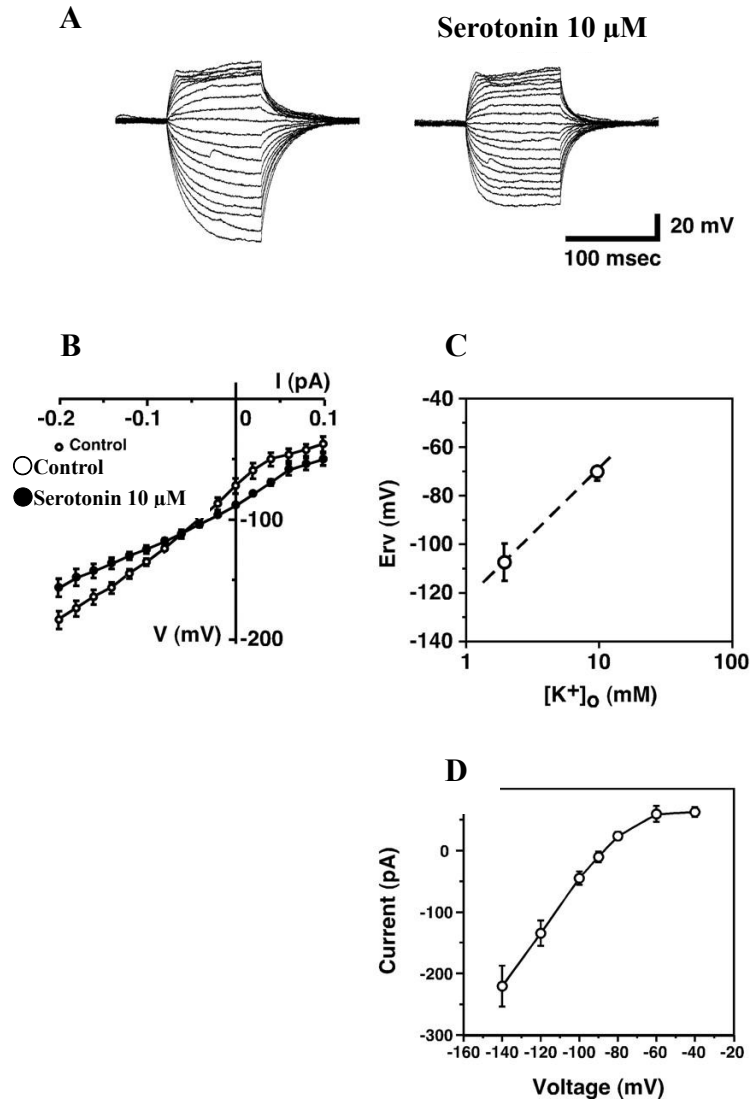 A
Serotonin 10 µM
20 mV
100 msec
B
I (pA)
-0.2 -0.1 0 0.1
Control
Control
Serotonin 10 µM
-100
V (mV)
-200
C
-40
-60
-80
-100
-120
-140
Erv (mV)
1 10 100
[K+]o (mM)
D
0
-100
-200
-300
Current (pA)
-160 -140 -120 -100 -80 -60 -40 -20
Voltage (mV)